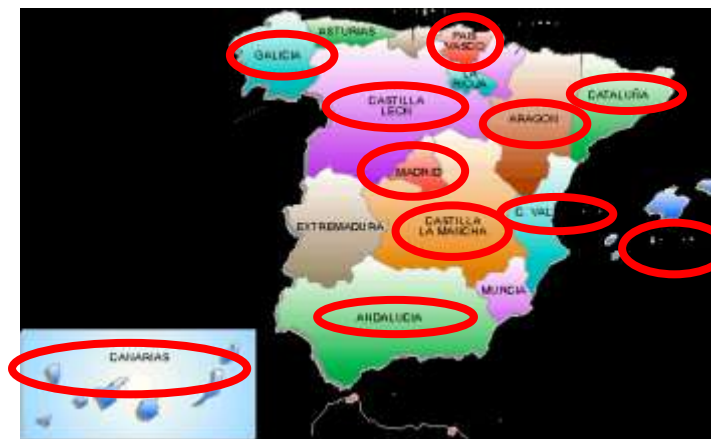 ASTURIAS
PAIS
VASCO
GALICIA
LA
RIOJA
CASTILLA
LEON
CATALUÑA
ARAGON
MADRID
C. VAL
CASTILLA
LA MANCHA
EXTREMADURA
MURCIA
ANDALUCIA
CANARIAS